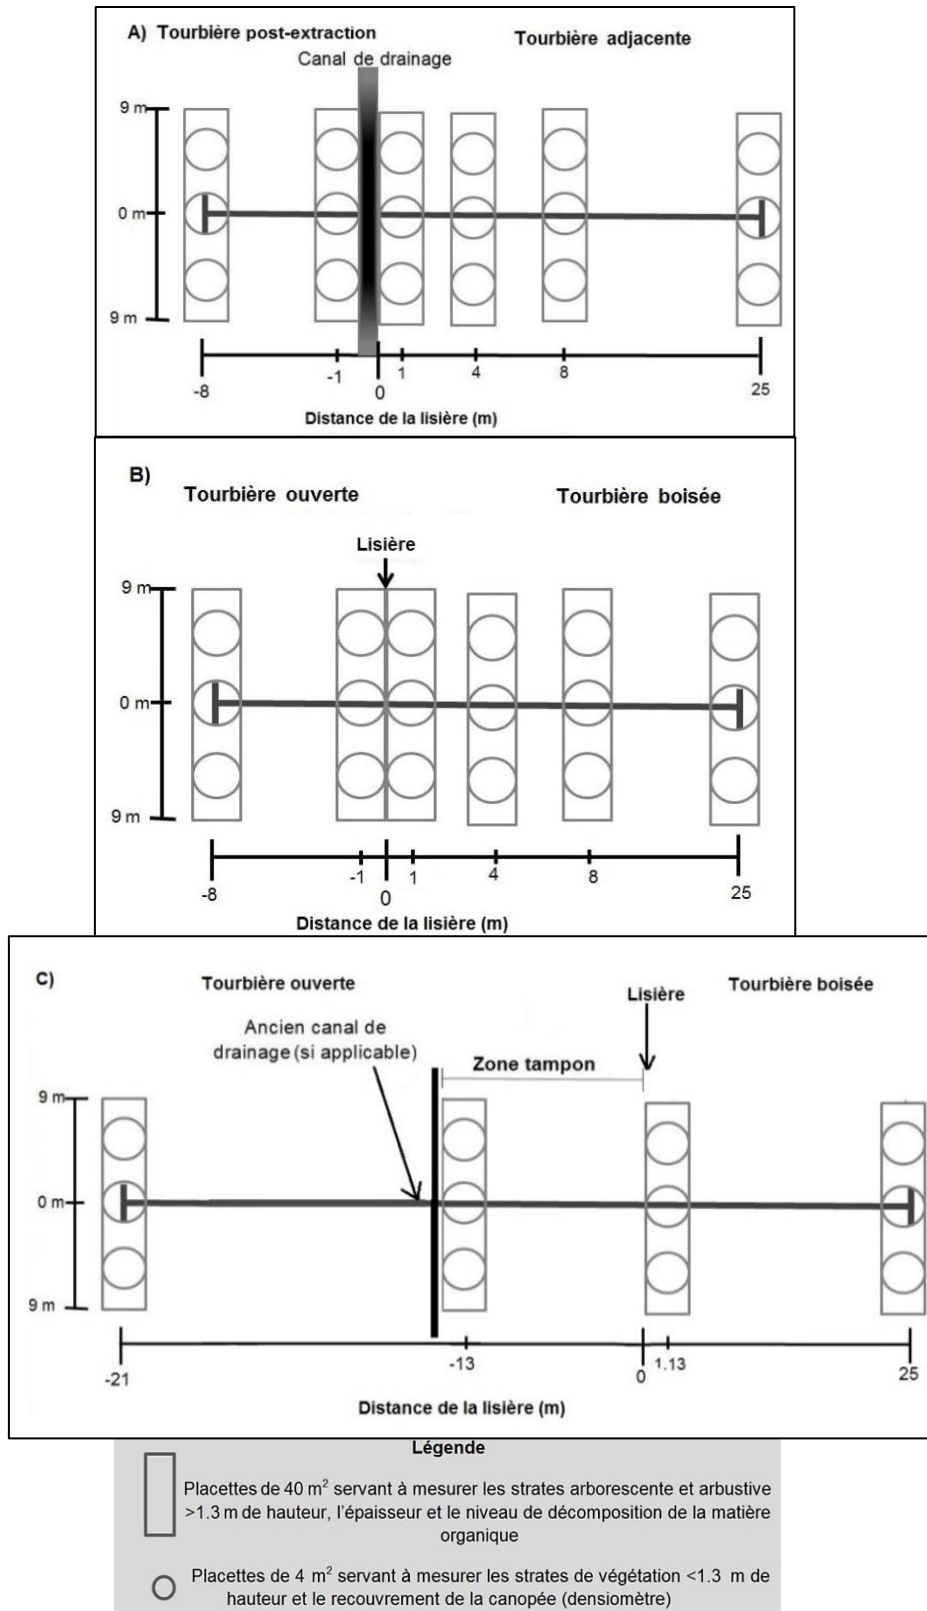 A) Tourbière post-extraction
Tourbière adjacente
Canal de drainage
9 m
0 m
9 m
-8
-1
0
1
4
8
25
Distance de la lisière (m)
B)
Tourbière ouverte
Tourbière boisée
Lisière
9 m
0 m
9 m
-8
-1
0
1
4
8
25
Distance de la lisière (m)
C)
Tourbière ouverte
Tourbière boisée
Lisière
Ancien canal de
drainage (si applicable)
Zone tampon
9 m
0 m
9 m
-21
-13
0
1.13
25
Distance de la lisière (m)
Légende
Placettes de 40 m² servant à mesurer les strates arborescente et arbustive
>1.3 m de hauteur, l'épaisseur et le niveau de décomposition de la matière
organique
Placettes de 4 m² servant à mesurer les strates de végétation <1.3 m de
hauteur et le recouvrement de la canopée (densiomètre)